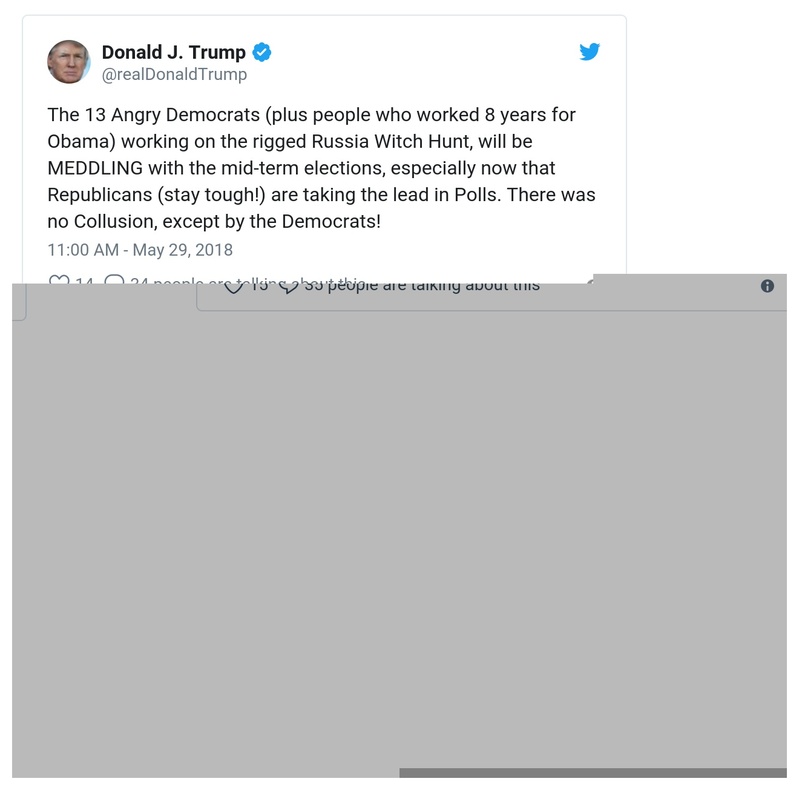 Donald J. Trump
@realDonaldTrump
The 13 Angry Democrats (plus people who worked 8 years for
Obama) working on the rigged Russia Witch Hunt, will be
MEDDLING with the mid-term elections, especially now that
Republicans (stay tough!) are taking the lead in Polls. There was
no Collusion, except by the Democrats!
11:00 AM - May 29, 2018
14 34 people are talking about this
15 35 people are talking about this